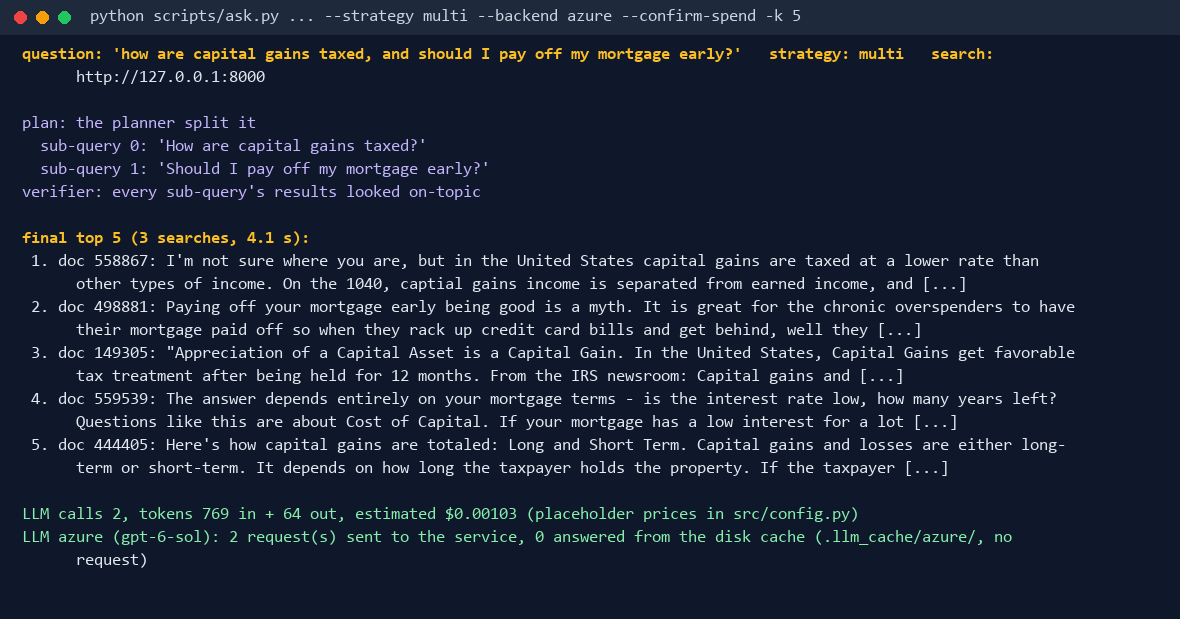 python scripts/ask.py ... --strategy multi --backend azure --confirm-spend -k 5
question: 'how are capital gains taxed, and should I pay off my mortgage early?'   strategy: multi   search:
http://127.0.0.1:8000
plan: the planner split it
sub-query 0: 'How are capital gains taxed?'
sub-query 1: 'Should I pay off my mortgage early?'
verifier: every sub-query's results looked on-topic
final top 5 (3 searches, 4.1 s):
1. doc 558867: I'm not sure where you are, but in the United States capital gains are taxed at a lower rate than
other types of income. On the 1040, captial gains income is separated from earned income, and [...]
2. doc 498881: Paying off your mortgage early being good is a myth. It is great for the chronic overspenders to have
their mortgage paid off so when they rack up credit card bills and get behind, well they [...]
3. doc 149305: "Appreciation of a Capital Asset is a Capital Gain. In the United States, Capital Gains get favorable
tax treatment after being held for 12 months. From the IRS newsroom: Capital gains and [...]
4. doc 559539: The answer depends entirely on your mortgage terms - is the interest rate low, how many years left?
Questions like this are about Cost of Capital. If your mortgage has a low interest for a lot [...]
5. doc 444405: Here's how capital gains are totaled: Long and Short Term. Capital gains and losses are either long-
term or short-term. It depends on how long the taxpayer holds the property. If the taxpayer [...]
LLM calls 2, tokens 769 in + 64 out, estimated $0.00103 (placeholder prices in src/config.py)
LLM azure (gpt-6-sol): 2 request(s) sent to the service, 0 answered from the disk cache (.llm_cache/azure/, no
request)